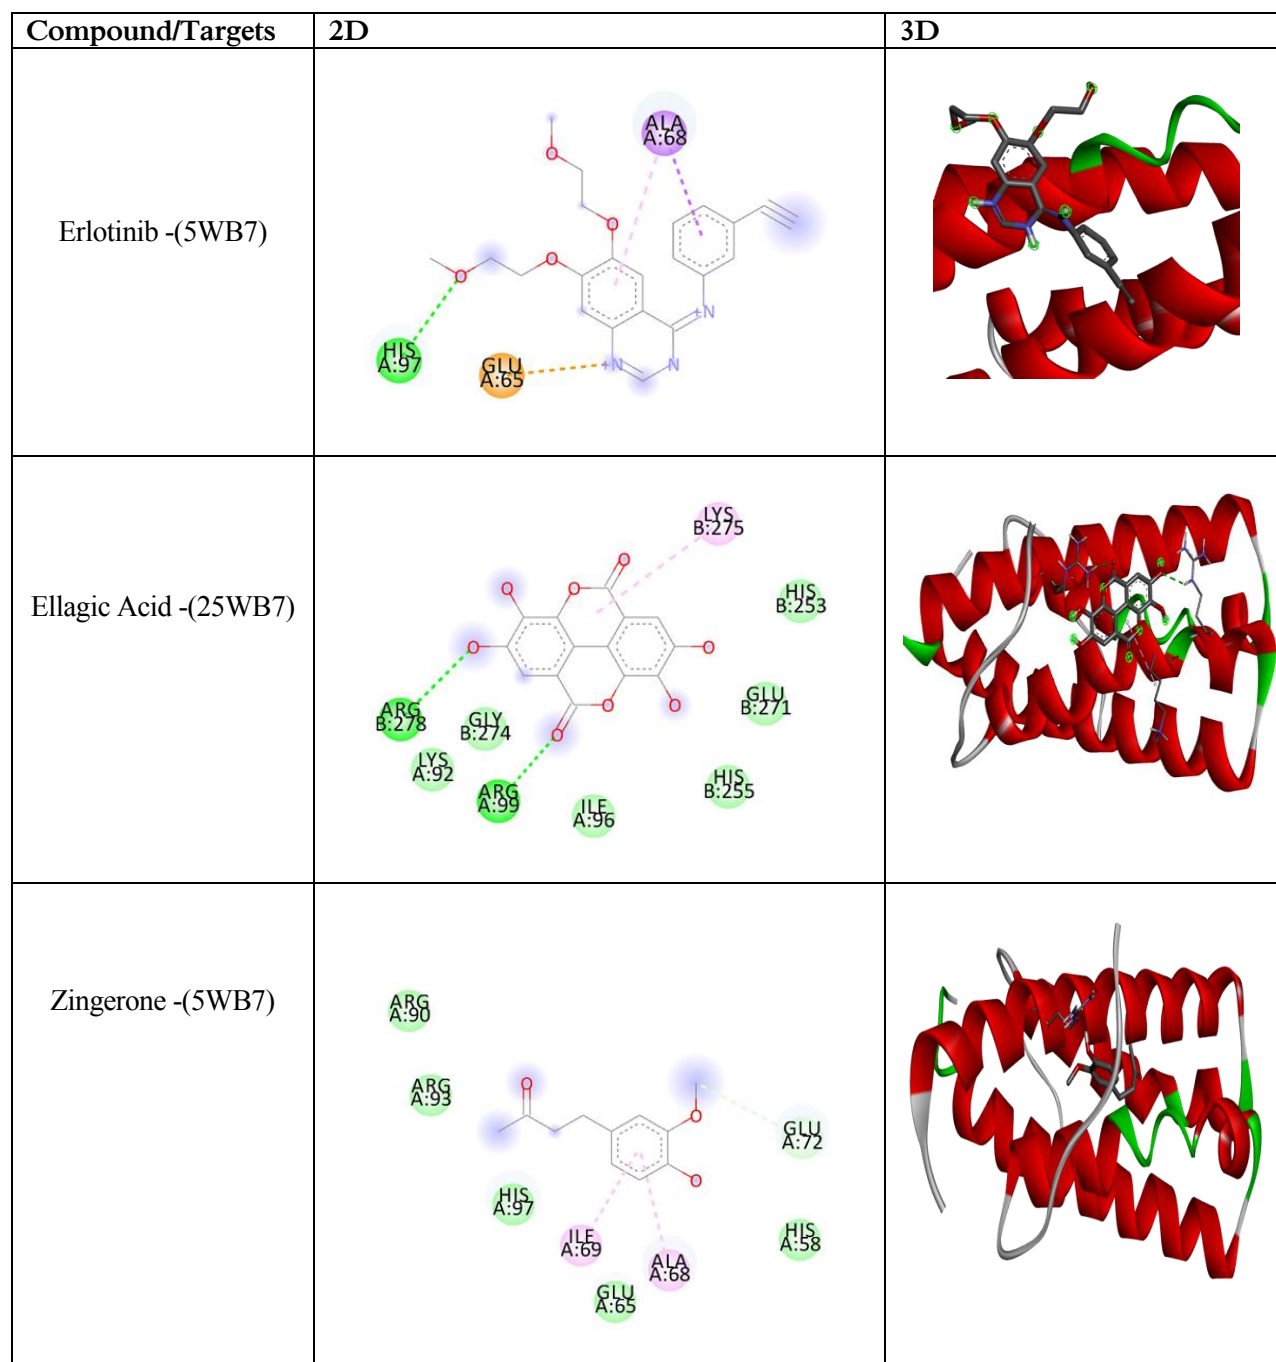 Compound/Targets 2D 3D
Erlotinib -(5WB7)
ALA
A:68
O
O
O
O
HIS
A:97
GLU
A:65
+N
N
+N
Ellagic Acid -(25WB7)
LYS
B:275
O
O
O
HIS
B:253
O
O
ARG
B:278
GLY
B:274
O
O
O
GLU
B:271
LYS
A:92
ARG
A:99
ILE
A:96
HIS
B:255
Zingerone -(5WB7)
ARG
A:90
ARG
A:93
O
O
O
GLU
A:72
HIS
A:97
ILE
A:69
ALA
A:68
HIS
A:58
GLU
A:65